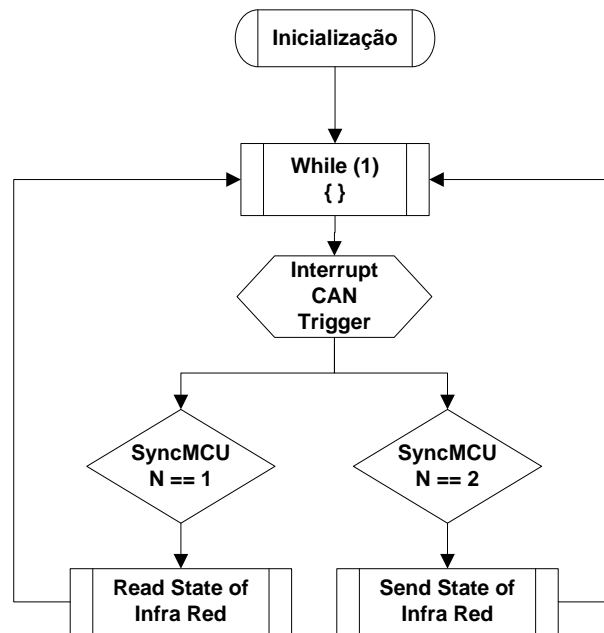 Inicialização
While (1)
{ }
Interrupt
CAN
Trigger
SyncMCU
N == 1
SyncMCU
N == 2
Read State of
Infra Red
Send State of
Infra Red